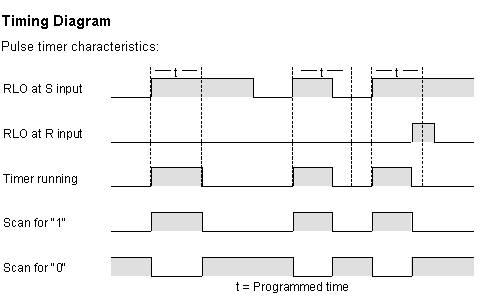 Timing Diagram
Pulse timer characteristics:
t t t
RLO at S input
RLO at R input
Timer running
Scan for "1"
Scan for "0"
t = Programmed time